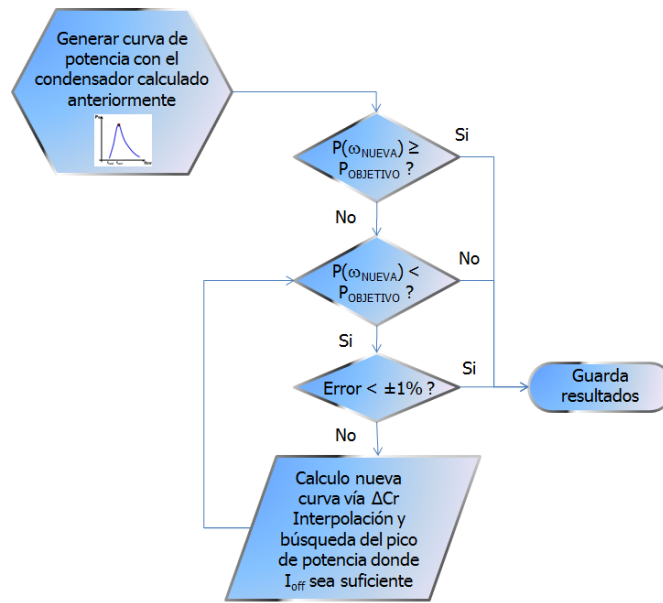 Generar curva de
potencia con el
condensador calculado
anteriormente
Si
P(ωNUEVA) ≥
POBJETIVO ?
No
P(ωNUEVA) <
POBJETIVO ?
No
Si
Error < ±1% ?
Si
Guarda
resultados
No
Calculo nueva
curva vía ΔCr
Interpolación y
búsqueda del pico
de potencia donde
Ioff sea suficiente